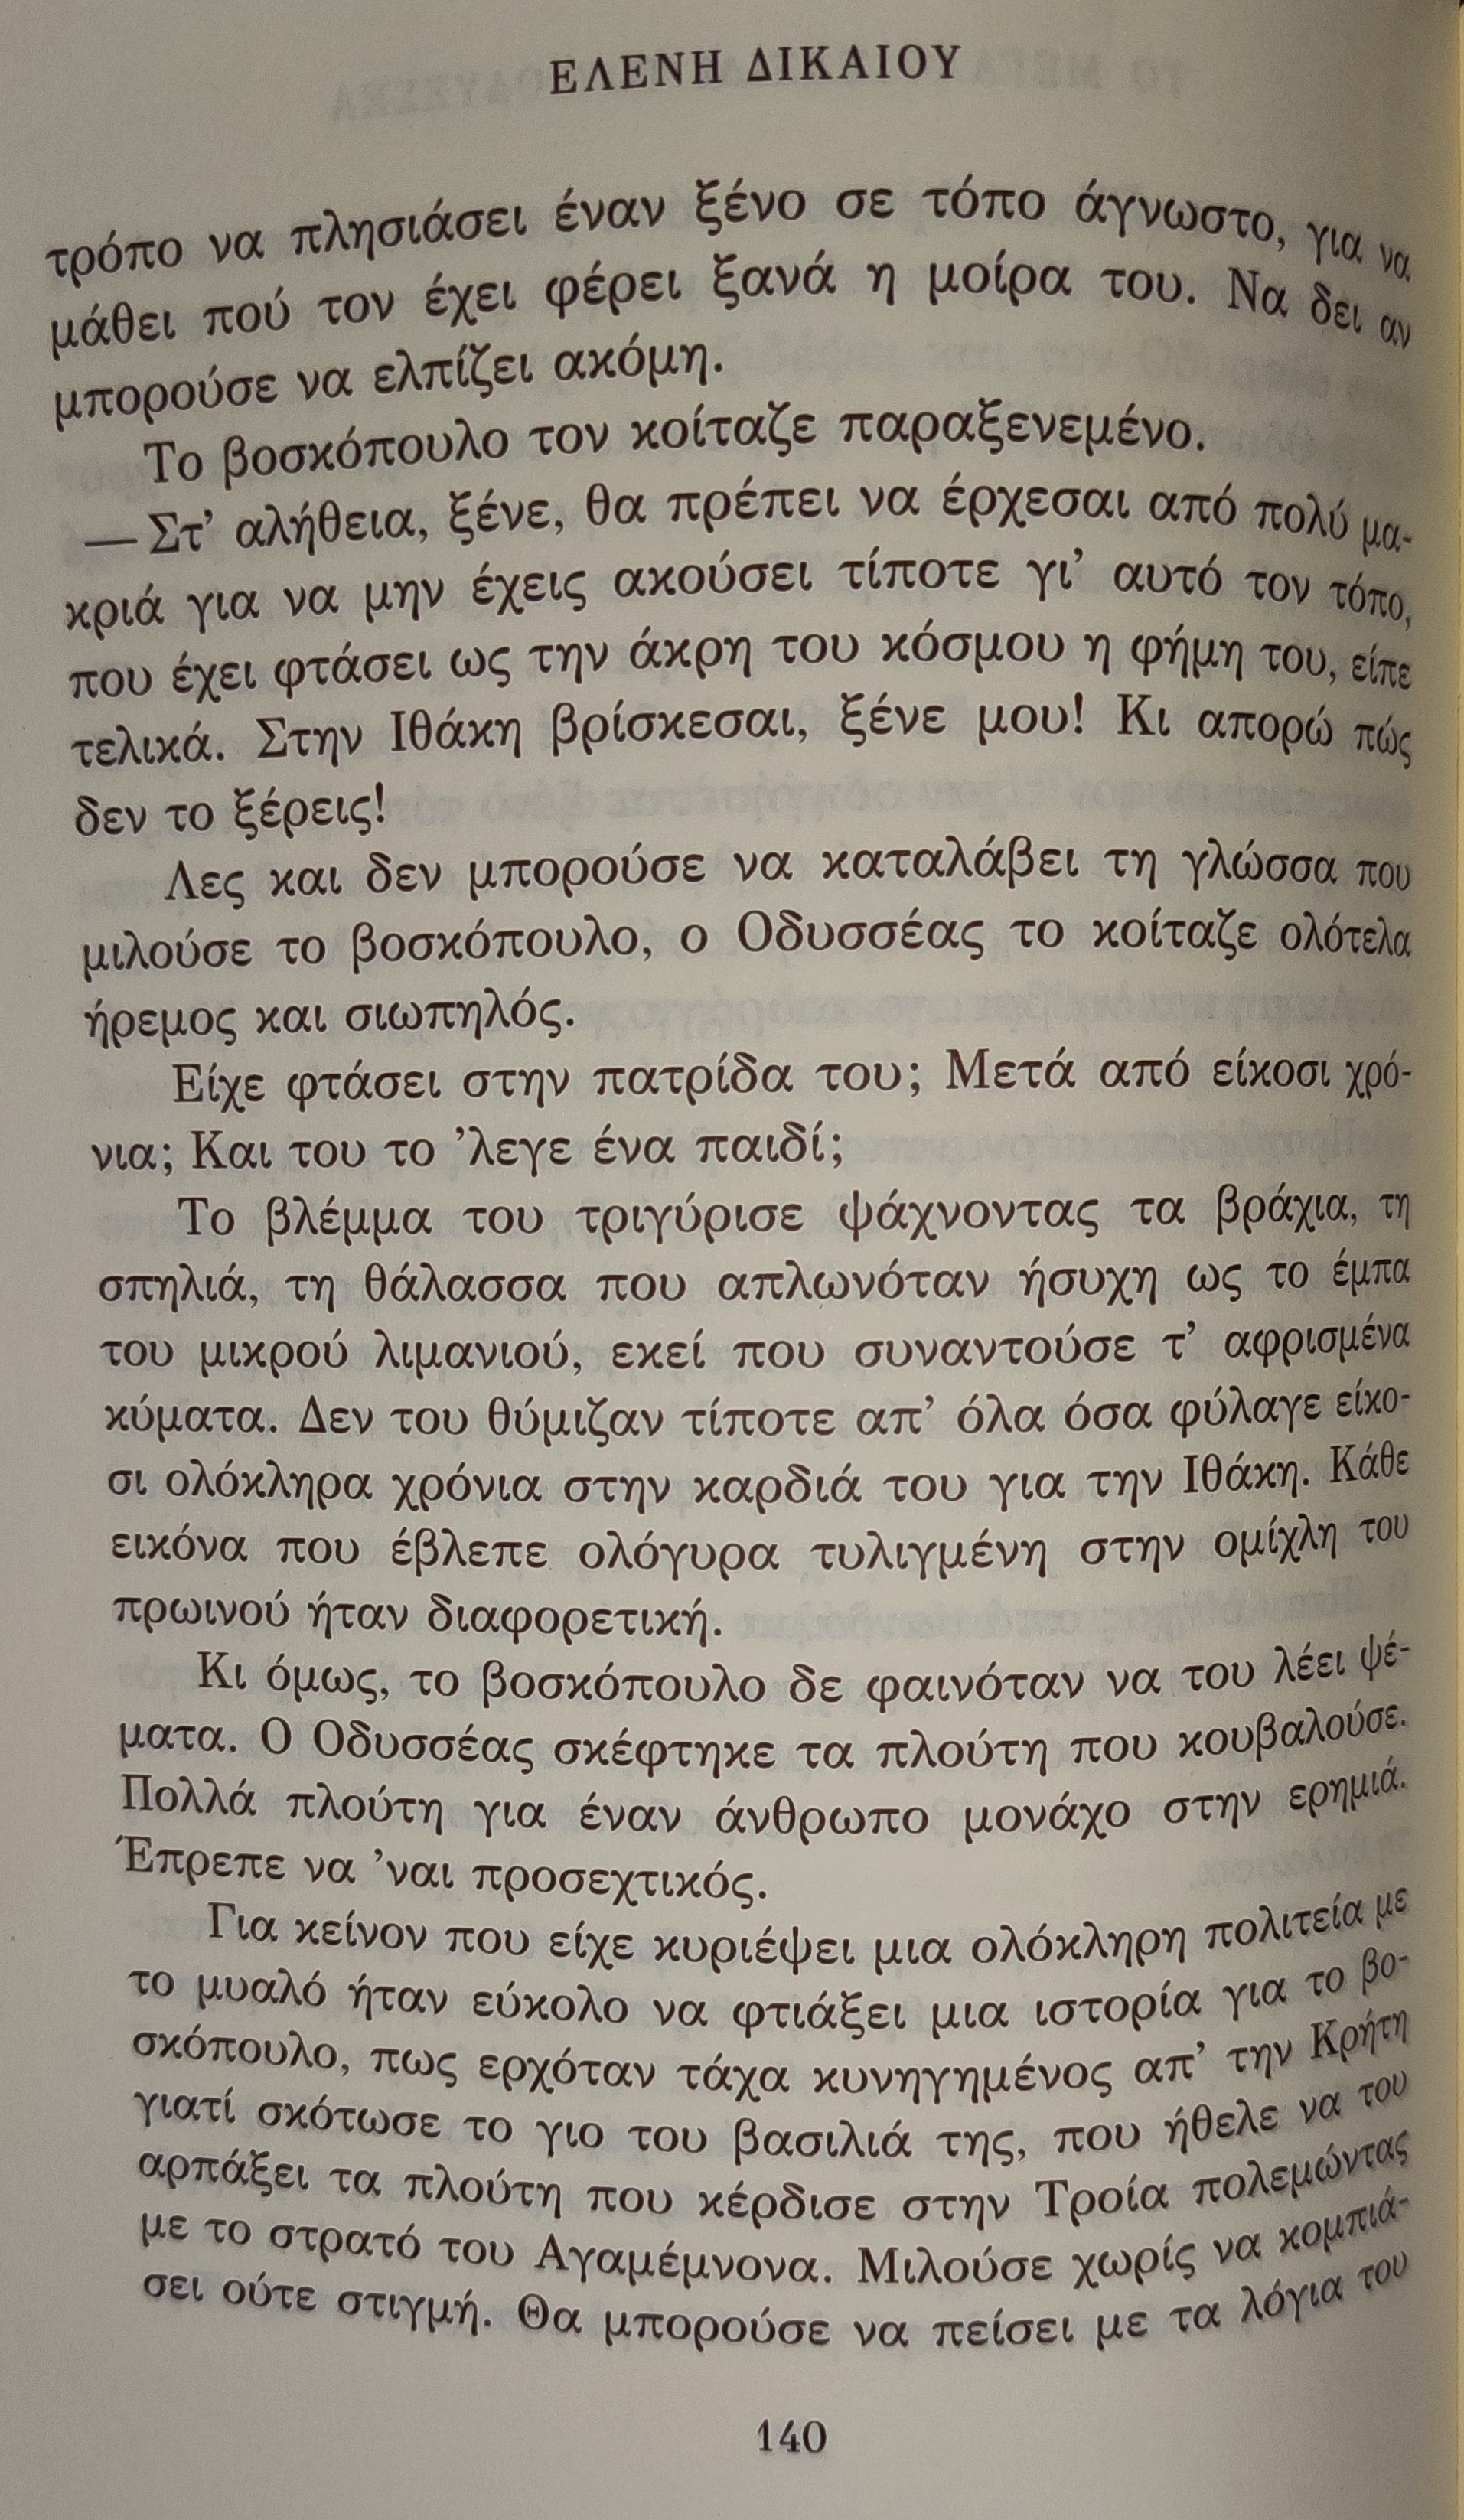 ΕΛΕΝΗ ΔΙΚΑΙΟΥ
τρόπο να πλησιάσει έναν ξένο σε τόπο άγνωστο, για να
μάθει πού τον έχει φέρει ξανά η μοίρα του. Να δει αν
μπορούσε να ελπίζει ακόμη.
Το βοσκόπουλο τον κοίταζε παραξενεμένο.
— Στ’ αλήθεια, ξένε, θα πρέπει να έρχεσαι από πολύ μα-
κριά για να μην έχεις ακούσει τίποτε γι’ αυτό τον τόπο,
που έχει φτάσει ως την άκρη του κόσμου η φήμη του, είπε
τελικά. Στην Ιθάκη βρίσκεσαι, ξένε μου! Κι απορώ πώς
δεν το ξέρεις!
Λες και δεν μπορούσε να καταλάβει τη γλώσσα που
μιλούσε το βοσκόπουλο, ο Οδυσσέας το κοίταζε ολότελα
ήρεμος και σιωπηλός.
Είχε φτάσει στην πατρίδα του; Μετά από είκοσι χρό-
νια; Και του το ’λεγε ένα παιδί;
Το βλέμμα του τριγύρισε ψάχνοντας τα βράχια, τη
σπηλιά, τη θάλασσα που απλωνόταν ήσυχη ως το έμπα
του μικρού λιμανιού, εκεί που συναντούσε τ’ αφρισμένα
κύματα. Δεν του θύμιζαν τίποτε απ’ όλα όσα φύλαγε είκο-
σι ολόκληρα χρόνια στην καρδιά του για την Ιθάκη. Κάθε
εικόνα που έβλεπε ολόγυρα τυλιγμένη στην ομίχλη του
πρωινού ήταν διαφορετική.
Κι όμως, το βοσκόπουλο δε φαινόταν να του λέει ψέ-
ματα. Ο Οδυσσέας σκέφτηκε τα πλούτη που κουβαλούσε.
Πολλά πλούτη για έναν άνθρωπο μονάχο στην ερημιά.
Έπρεπε να ’ναι προσεχτικός.
Για κείνον που είχε κυριέψει μια ολόκληρη πολιτεία με
το μυαλό ήταν εύκολο να φτιάξει μια ιστορία για το βο-
σκόπουλο, πως ερχόταν τάχα κυνηγημένος απ’ την Κρήτη
γιατί σκότωσε το γιο του βασιλιά της, που ήθελε να του
αρπάξει τα πλούτη που κέρδισε στην Τροία πολεμώντας
με το στρατό του Αγαμέμνονα. Μιλούσε χωρίς να κομπιά-
σει ούτε στιγμή. Θα μπορούσε να πείσει με τα λόγια του
140